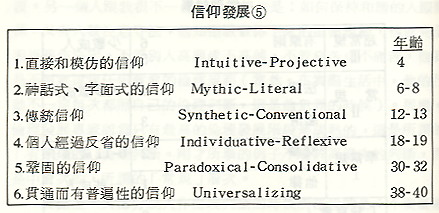 信仰發展⑤
年齡
1.直接和模仿的信仰 Intuitive-Projective 4
2.神話式、字面式的信仰 Mythic-Literal 6-8
3.傳統信仰 Synthetic-Conventional 12-13
4.個人經過反省的信仰 Individuative-Reflexive 18-19
5.鞏固的信仰 Paradoxical-Consolidative 30-32
6.貫通而有普遍性的信仰 Universalizing 38-40